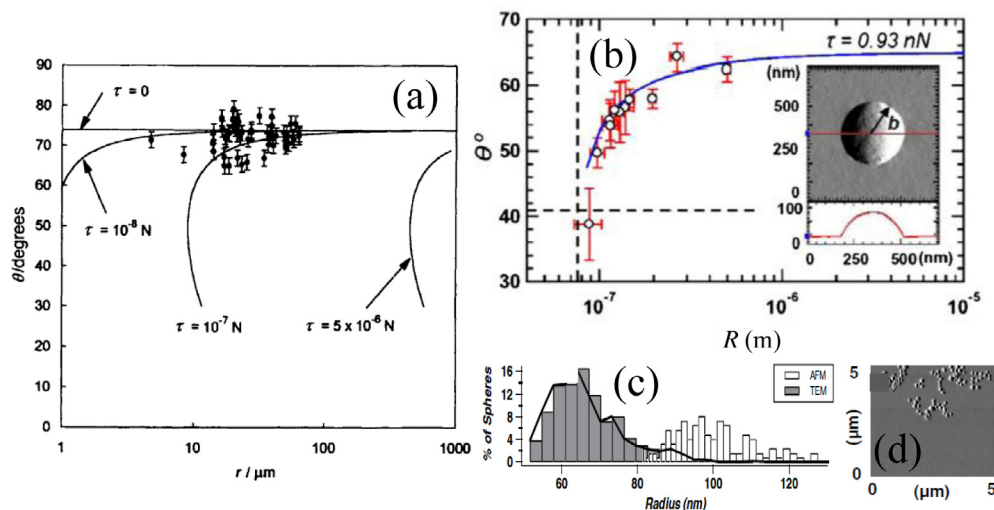 (a)
θ/degrees
90
80
70
60
50
40
30
20
10
0
τ = 0
τ = 10⁻⁸ N
τ = 10⁻⁷ N
τ = 5 x 10⁻⁶ N
1 10 100 1000
r / μm
(b)
θ°
70
60
50
40
30
τ = 0.93 nN
(nm)
500
250
0
b
100
0
0 250 500
(nm)
10⁻⁷ 10⁻⁶ 10⁻⁵
R (m)
(c)
% of Spheres
16
12
8
4
0
AFM
TEM
60 80 100 120
Radius (nm)
(d)
5
(μm)
0
0 (μm) 5